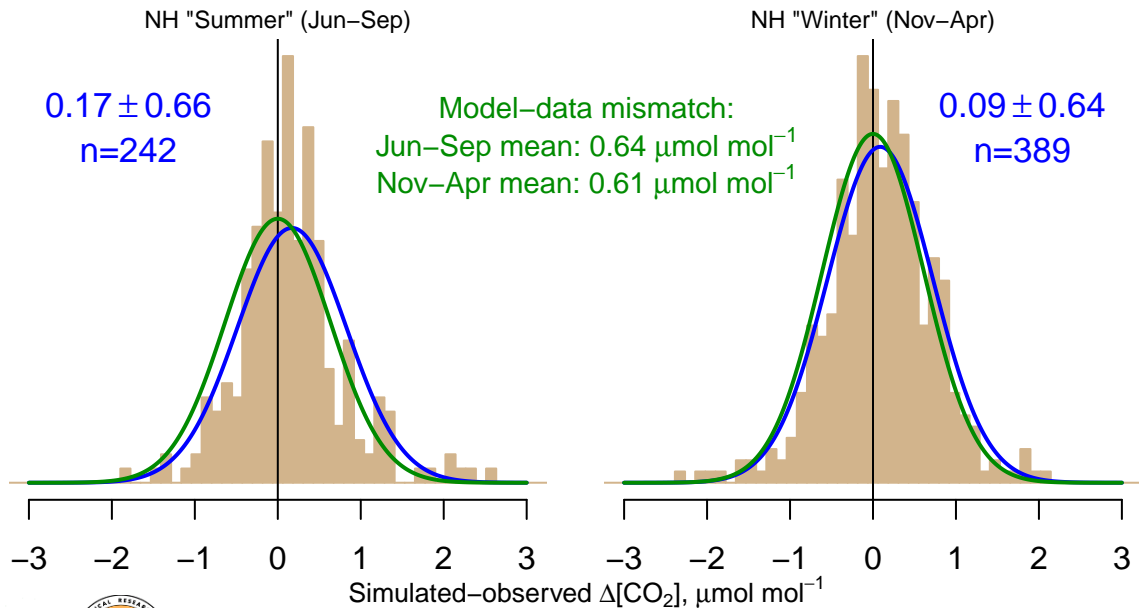 NH "Summer" (Jun−Sep)
NH "Winter" (Nov−Apr)
0.17 ± 0.66
n=242
Model−data mismatch:
Jun−Sep mean: 0.64 μmol mol⁻¹
Nov−Apr mean: 0.61 μmol mol⁻¹
0.09 ± 0.64
n=389
−3 −2 −1 0 1 2 3
−3 −2 −1 0 1 2 3
Simulated−observed Δ[CO₂], μmol mol⁻¹